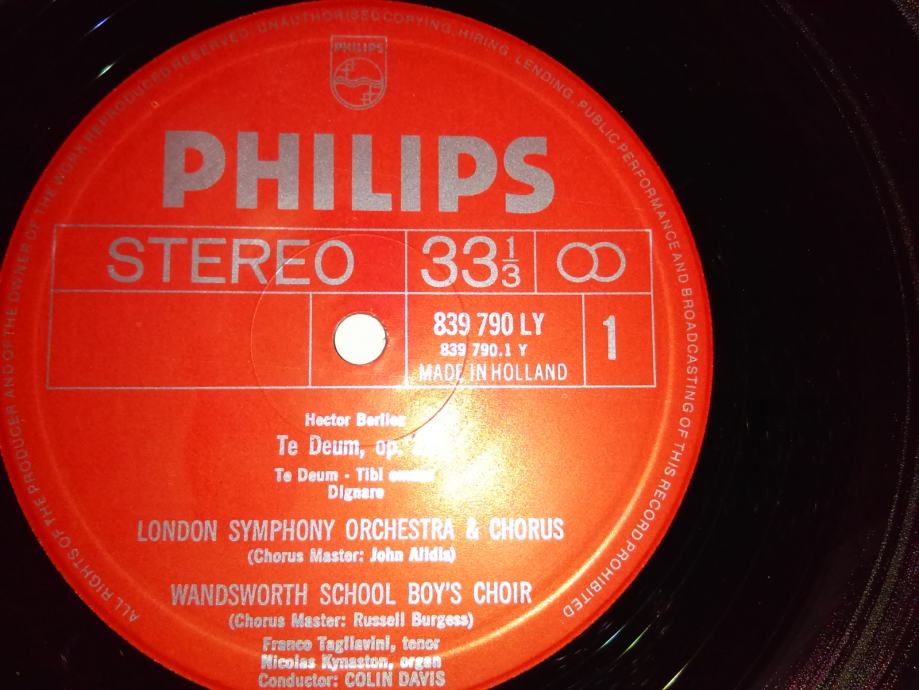 ALL RIGHTS OF THE PRODUCER AND OF THE OWNER OF THE WORK REPRODUCED RESERVED. UNAUTHORISED COPYING, HIRING, LENDING, PUBLIC PERFORMANCE AND BROADCASTING OF THIS RECORD PROHIBITED.
PHILIPS
PHILIPS
STEREO 33 1/3
839 790 LY 1
839 790.1 Y
MADE IN HOLLAND
Hector Berlioz
Te Deum, op.
Te Deum - Tibi
Dignare
LONDON SYMPHONY ORCHESTRA & CHORUS
(Chorus Master: John Alldis)
WANDSWORTH SCHOOL BOY'S CHOIR
(Chorus Master: Russell Burgess)
Franco Tagliavini, tenor
Nicolas Kynaston, organ
Conductor: COLIN DAVIS